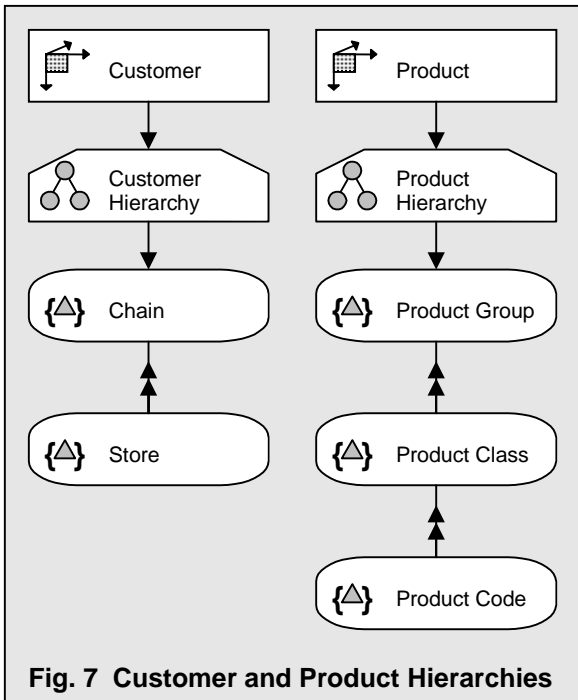 Customer
Product
Customer
Hierarchy
Product
Hierarchy
{△} Chain
{△} Product Group
{△} Store
{△} Product Class
{△} Product Code
Fig. 7 Customer and Product Hierarchies